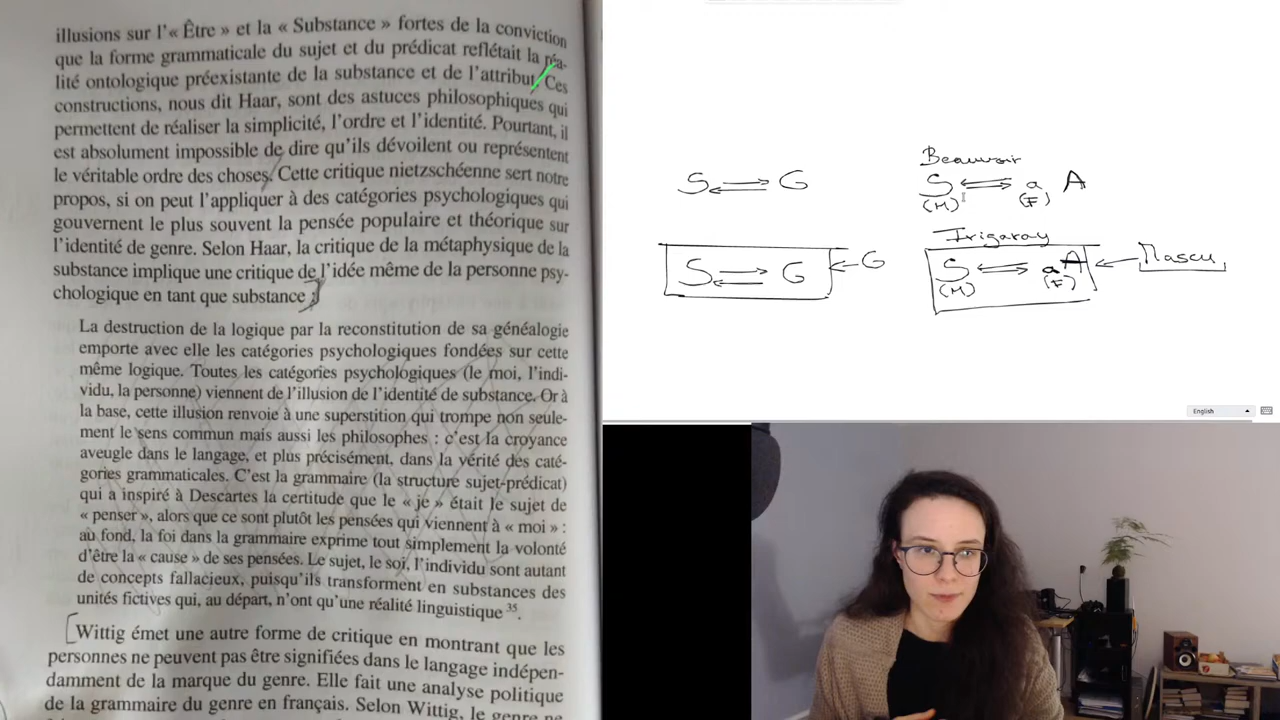 illusions sur l'« Être » et la « Substance » fortes de la conviction
que la forme grammaticale du sujet et du prédicat reflétait la réa-
lité ontologique préexistante de la substance et de l'attribut. Ces
constructions, nous dit Haar, sont des astuces philosophiques qui
permettent de réaliser la simplicité, l'ordre et l'identité. Pourtant, il
est absolument impossible de dire qu'ils dévoilent ou représentent
le véritable ordre des choses. Cette critique nietzschéenne sert notre
propos, si on peut l'appliquer à des catégories psychologiques qui
gouvernent le plus souvent la pensée populaire et théorique sur
l'identité de genre. Selon Haar, la critique de la métaphysique de la
substance implique une critique de l'idée même de la personne psy-
chologique en tant que substance :
La destruction de la logique par la reconstitution de sa généalogie
emporte avec elle les catégories psychologiques fondées sur cette
même logique. Toutes les catégories psychologiques (le moi, l'indi-
vidu, la personne) viennent de l'illusion de l'identité de substance. Or à
la base, cette illusion renvoie à une superstition qui trompe non seule-
ment le sens commun mais aussi les philosophes : c'est la croyance
aveugle dans le langage, et plus précisément, dans la vérité des caté-
gories grammaticales. C'est la grammaire (la structure sujet-prédicat)
qui a inspiré à Descartes la certitude que le « je » était le sujet de
« penser », alors que ce sont plutôt les pensées qui viennent à « moi » :
au fond, la foi dans la grammaire exprime tout simplement la volonté
d'être la « cause » de ses pensées. Le sujet, le soi, l'individu sont autant
de concepts fallacieux, puisqu'ils transforment en substances des
unités fictives qui, au départ, n'ont qu'une réalité linguistique 35.
Wittig émet une autre forme de critique en montrant que les
personnes ne peuvent pas être signifiées dans le langage indépen-
damment de la marque du genre. Elle fait une analyse politique
de la grammaire du genre en français. Selon Wittig, le genre ne
S G
S G G
Beauvoir
S a A
(M) (F)
Irigaray
S a A Mascu
(M) (F)
English